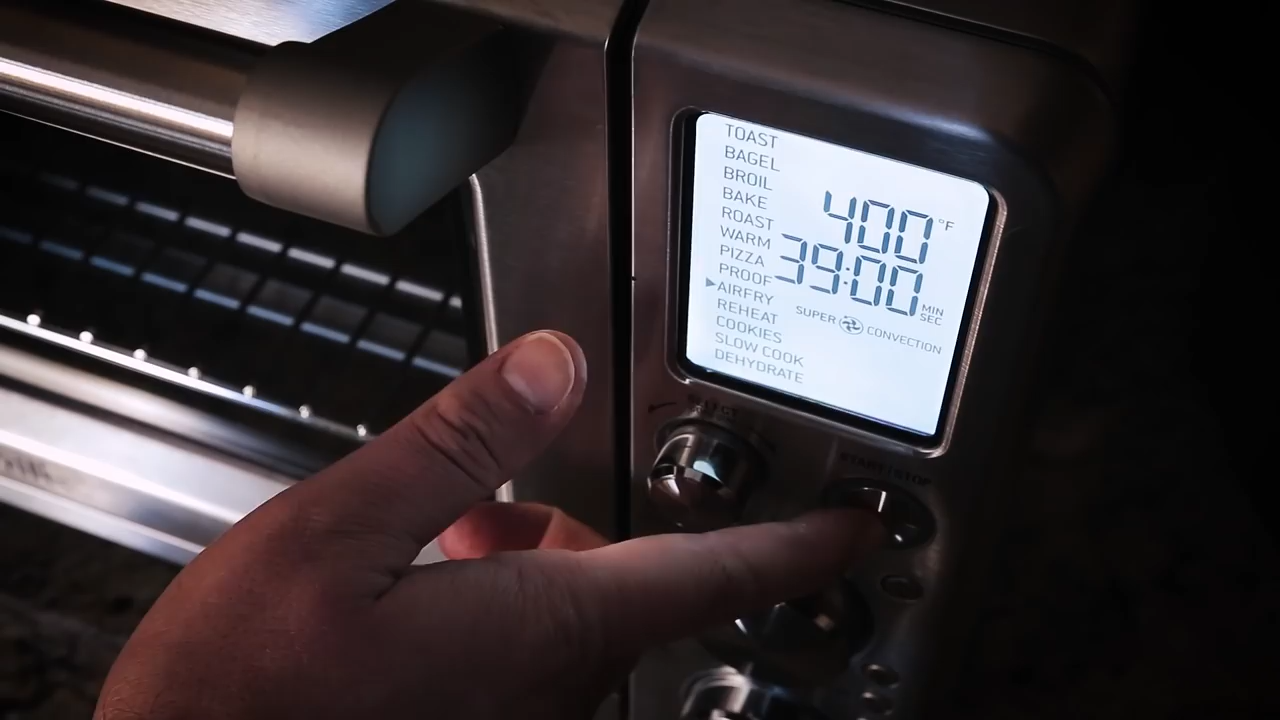 TOAST
BAGEL
BROIL
BAKE
ROAST
WARM
PIZZA
PROOF
AIRFRY
REHEAT
COOKIES
SLOW COOK
DEHYDRATE
400 °F
39:00 MIN SEC
SUPER CONVECTION
SELECT
START/STOP